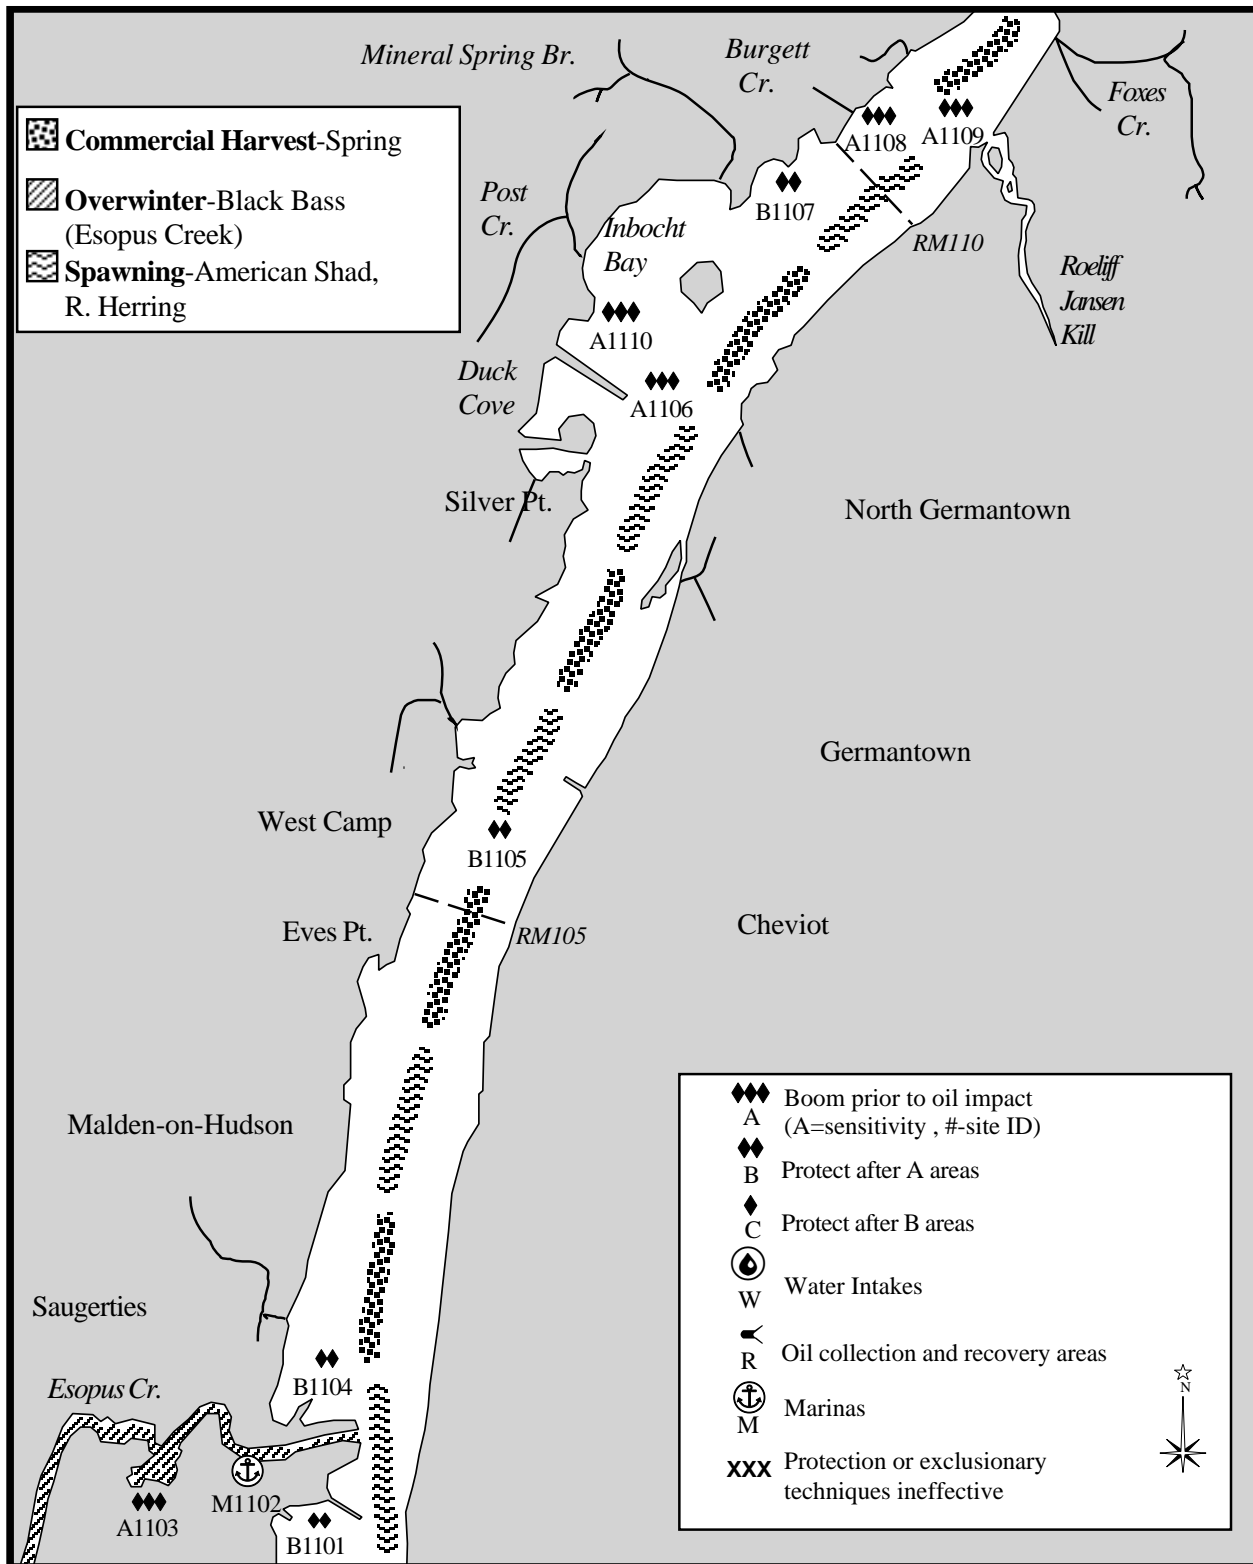 Mineral Spring Br.
Burgett
Cr.
Foxes
Cr.
Commercial Harvest-Spring
Overwinter-Black Bass
(Esopus Creek)
Spawning-American Shad,
R. Herring
A1108
A1109
Post
Cr.
B1107
Inbocht
Bay
RM110
Roeliff
Jansen
Kill
A1110
Duck
Cove
A1106
Silver Pt.
North Germantown
Germantown
West Camp
B1105
Eves Pt.
RM105
Cheviot
Malden-on-Hudson
Saugerties
B1104
Esopus Cr.
M1102
A1103
B1101
A
Boom prior to oil impact
(A=sensitivity , #-site ID)
B
Protect after A areas
C
Protect after B areas
W
Water Intakes
R
Oil collection and recovery areas
M
Marinas
XXX
Protection or exclusionary
techniques ineffective
N